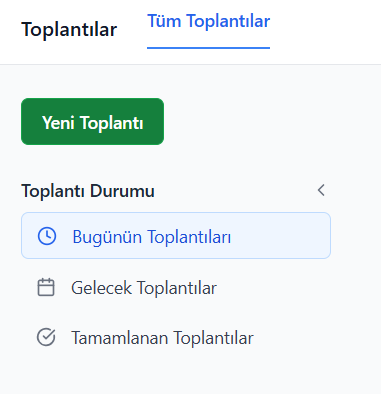 Toplantılar
Tüm Toplantılar
Yeni Toplantı
Toplantı Durumu
Bugünün Toplantıları
Gelecek Toplantılar
Tamamlanan Toplantılar